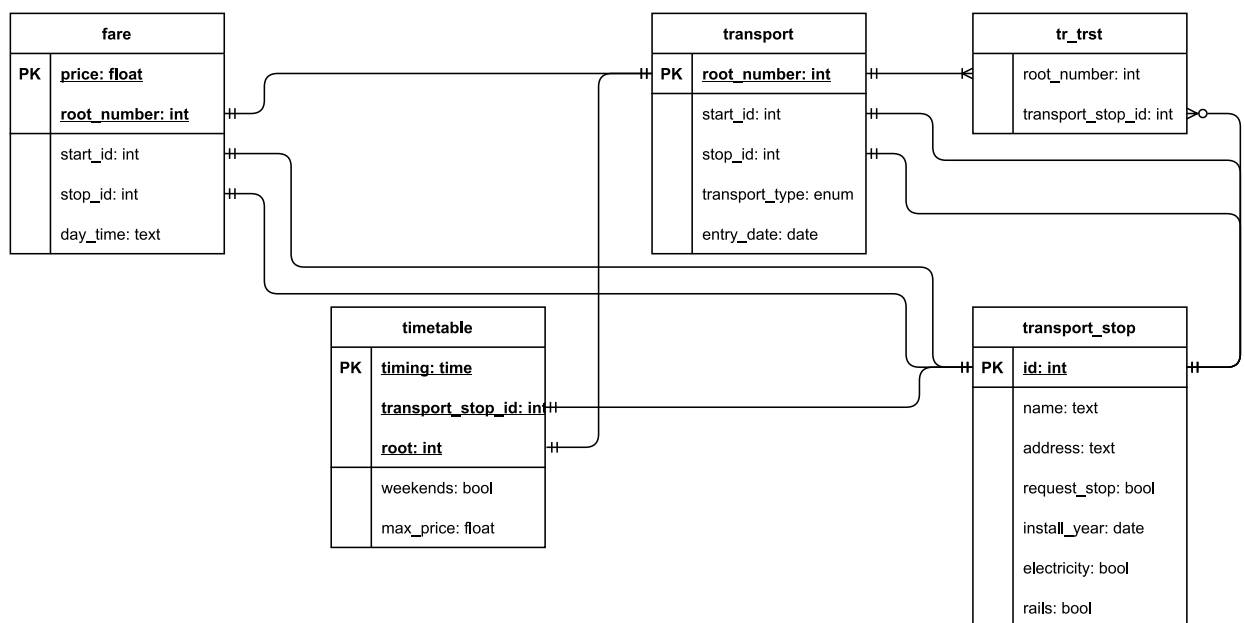 fare
PK price: float
root_number: int
start_id: int
stop_id: int
day_time: text
transport
PK root_number: int
start_id: int
stop_id: int
transport_type: enum
entry_date: date
tr_trst
root_number: int
transport_stop_id: int
timetable
PK timing: time
transport_stop_id: int
root: int
weekends: bool
max_price: float
transport_stop
PK id: int
name: text
address: text
request_stop: bool
install_year: date
electricity: bool
rails: bool